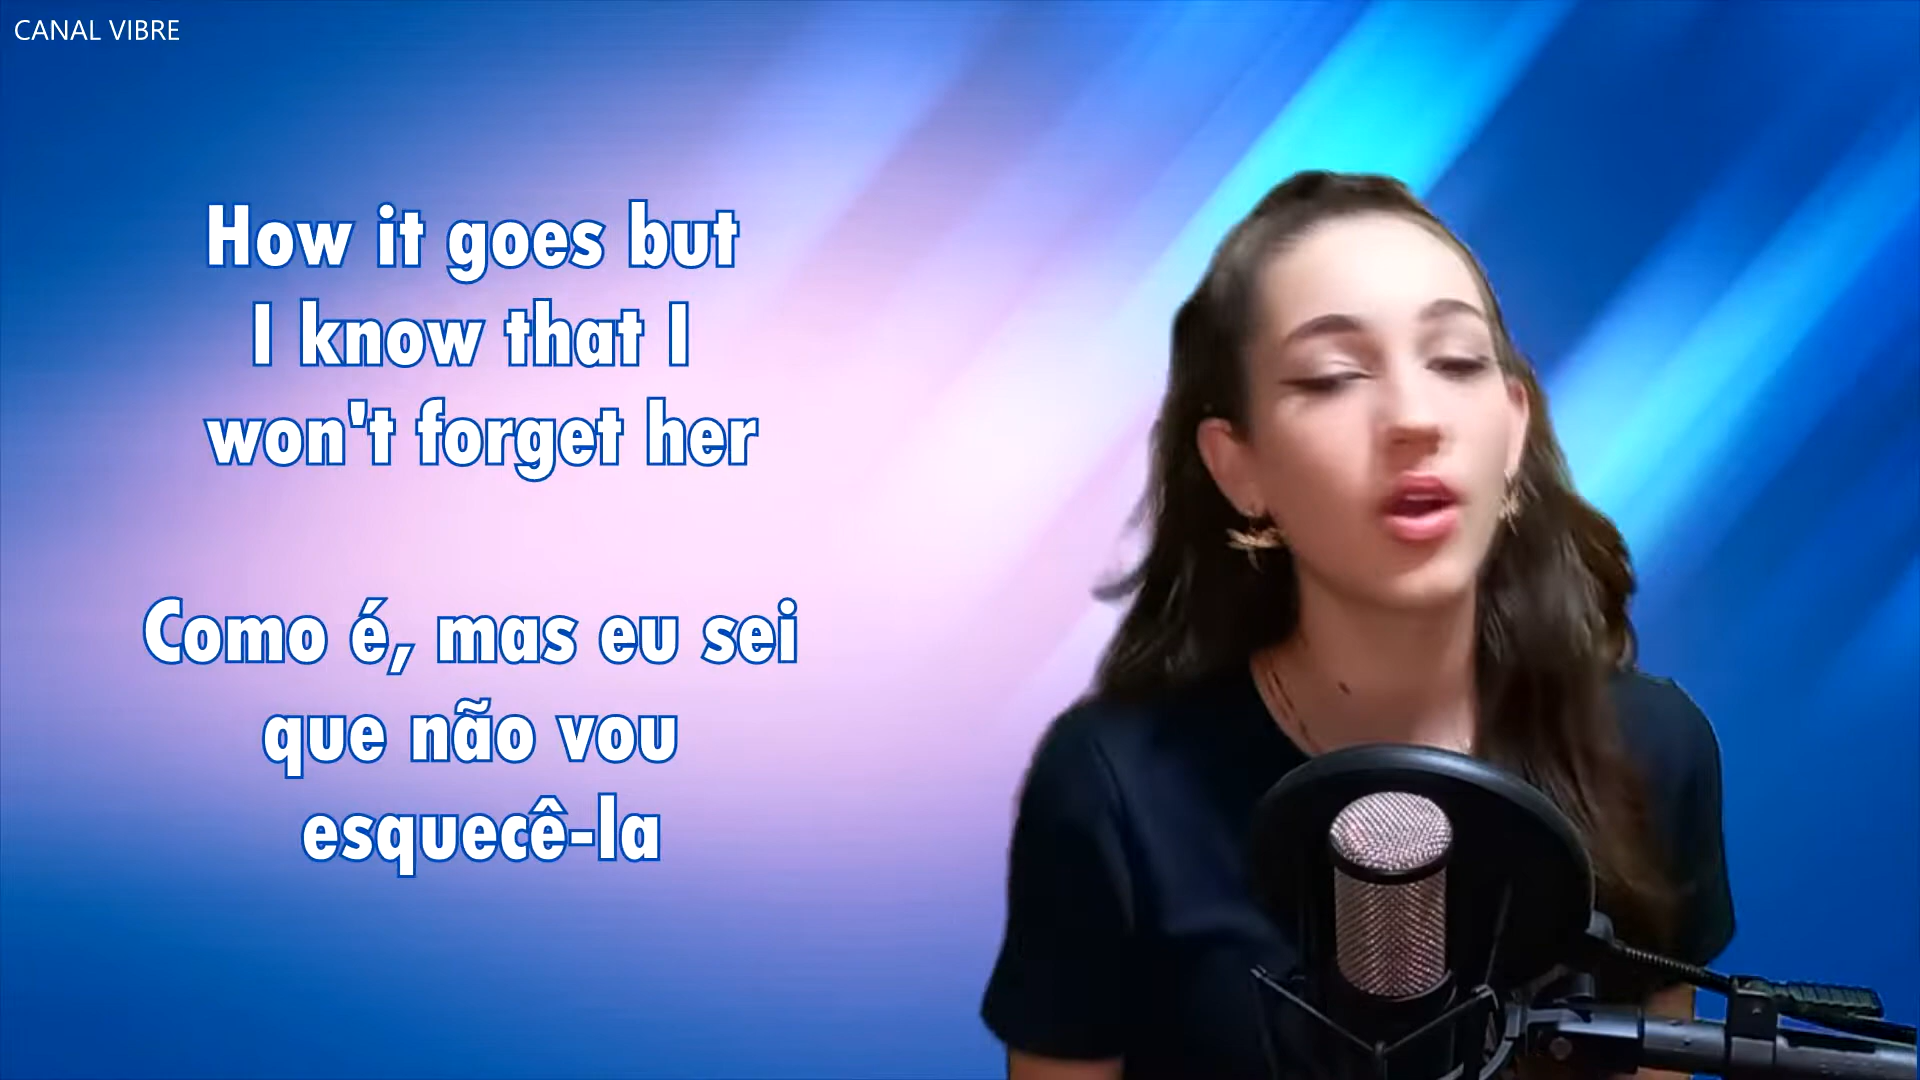 CANAL VIBRE
How it goes but
I know that I
won't forget her
Como é, mas eu sei
que não vou
esquecê-la